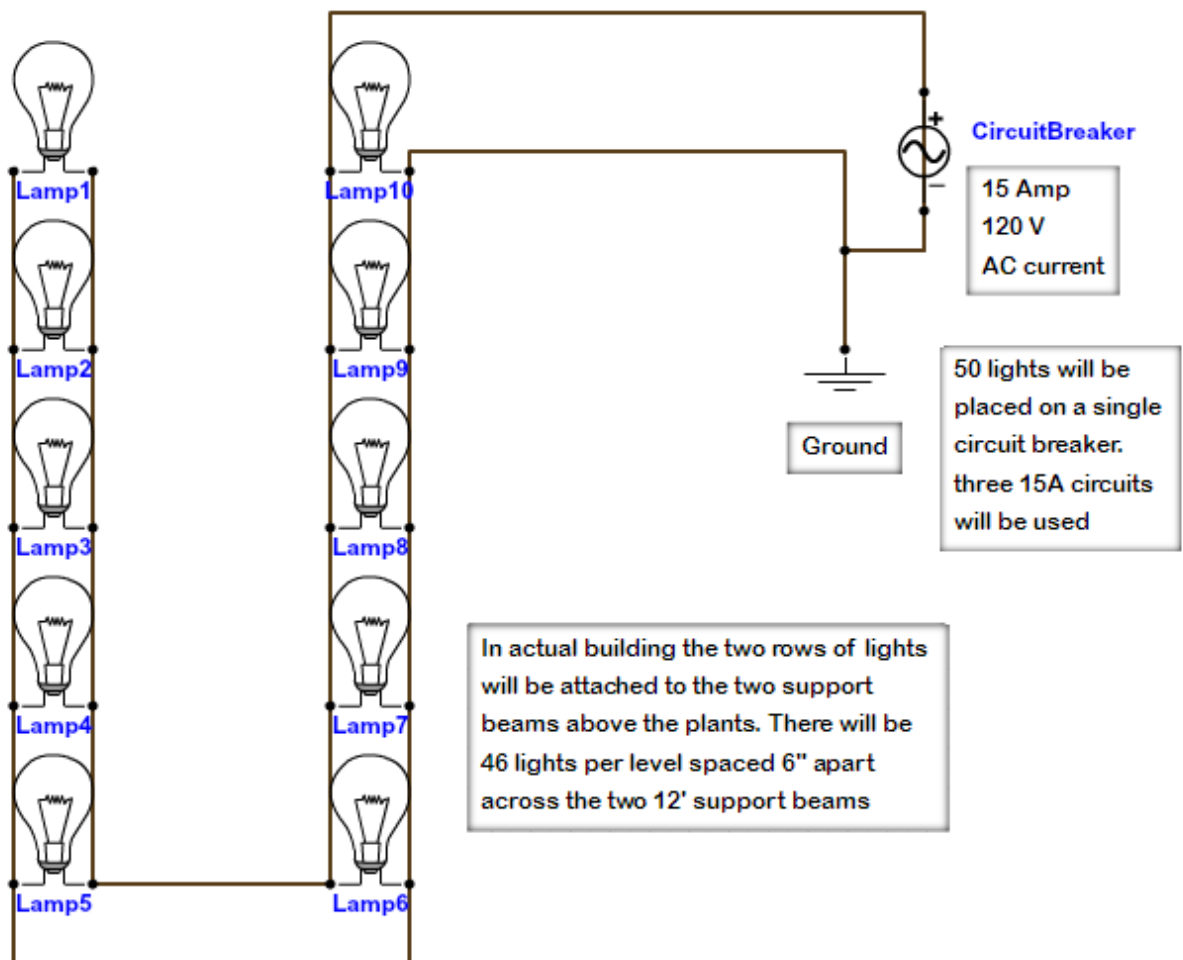 +
CircuitBreaker
–
15 Amp
120 V
AC current
Lamp1
Lamp10
Lamp2
Lamp9
50 lights will be
placed on a single
circuit breaker.
three 15A circuits
will be used
Ground
Lamp3
Lamp8
In actual building the two rows of lights
will be attached to the two support
beams above the plants. There will be
46 lights per level spaced 6" apart
across the two 12' support beams
Lamp4
Lamp7
Lamp5
Lamp6